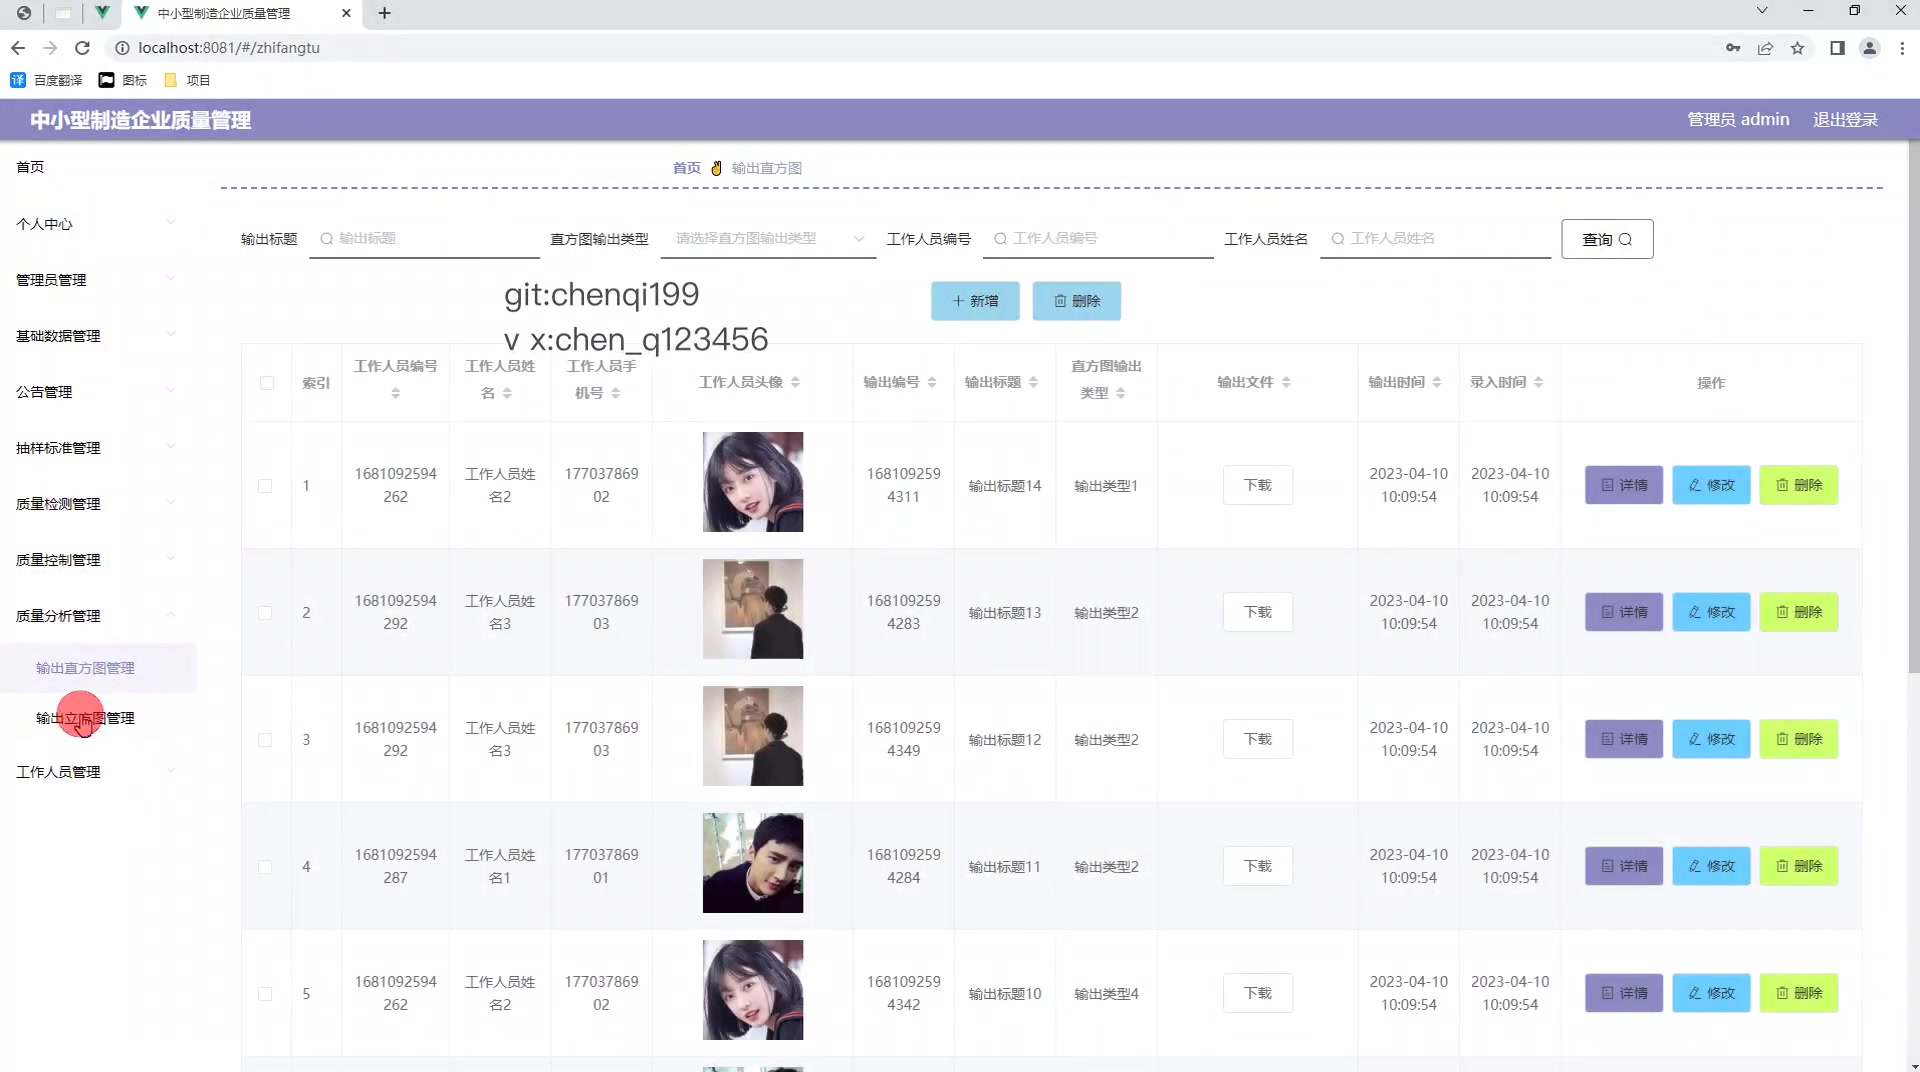 中小型制造企业质量管理
localhost:8081/#/zhifangtu
百度翻译 图标 项目
中小型制造企业质量管理
管理员 admin 退出登录
首页
个人中心
管理员管理
基础数据管理
公告管理
抽样标准管理
质量检测管理
质量控制管理
质量分析管理
输出直方图管理
输出立方图管理
工作人员管理
首页 输出直方图
输出标题 输出标题 直方图输出类型 请选择直方图输出类型 工作人员编号 工作人员编号 工作人员姓名 工作人员姓名 查询
git:chenqi199
v x:chen_q123456
新增 删除
索引 工作人员编号 工作人员姓名 工作人员手机号 工作人员头像 输出编号 输出标题 直方图输出类型 输出文件 输出时间 录入时间 操作
1 1681092594262 工作人员姓名2 17703786902 1681092594311 输出标题14 输出类型1 下载 2023-04-10 10:09:54 2023-04-10 10:09:54 详情 修改 删除
2 1681092594292 工作人员姓名3 17703786903 1681092594283 输出标题13 输出类型2 下载 2023-04-10 10:09:54 2023-04-10 10:09:54 详情 修改 删除
3 1681092594292 工作人员姓名3 17703786903 1681092594349 输出标题12 输出类型2 下载 2023-04-10 10:09:54 2023-04-10 10:09:54 详情 修改 删除
4 1681092594287 工作人员姓名1 17703786901 1681092594284 输出标题11 输出类型2 下载 2023-04-10 10:09:54 2023-04-10 10:09:54 详情 修改 删除
5 1681092594262 工作人员姓名2 17703786902 1681092594342 输出标题10 输出类型4 下载 2023-04-10 10:09:54 2023-04-10 10:09:54 详情 修改 删除